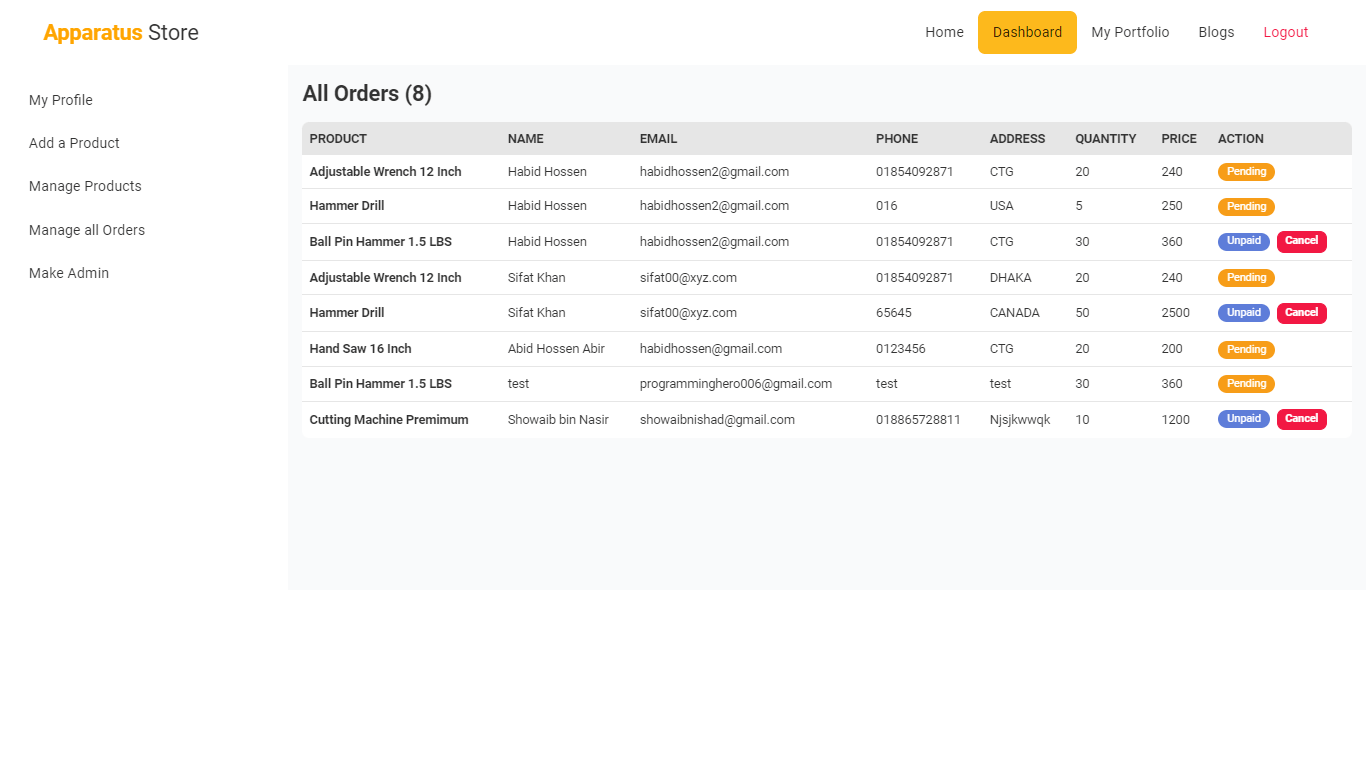 Apparatus Store Home Dashboard My Portfolio Blogs Logout
My Profile
Add a Product
Manage Products
Manage all Orders
Make Admin
All Orders (8)
PRODUCT NAME EMAIL PHONE ADDRESS QUANTITY PRICE ACTION
Adjustable Wrench 12 Inch Habid Hossen habidhossen2@gmail.com 01854092871 CTG 20 240 Pending
Hammer Drill Habid Hossen habidhossen2@gmail.com 016 USA 5 250 Pending
Ball Pin Hammer 1.5 LBS Habid Hossen habidhossen2@gmail.com 01854092871 CTG 30 360 Unpaid Cancel
Adjustable Wrench 12 Inch Sifat Khan sifat00@xyz.com 01854092871 DHAKA 20 240 Pending
Hammer Drill Sifat Khan sifat00@xyz.com 65645 CANADA 50 2500 Unpaid Cancel
Hand Saw 16 Inch Abid Hossen Abir habidhossen@gmail.com 0123456 CTG 20 200 Pending
Ball Pin Hammer 1.5 LBS test programminghero006@gmail.com test test 30 360 Pending
Cutting Machine Premimum Showaib bin Nasir showaibnishad@gmail.com 018865728811 Njsjkwwqk 10 1200 Unpaid Cancel